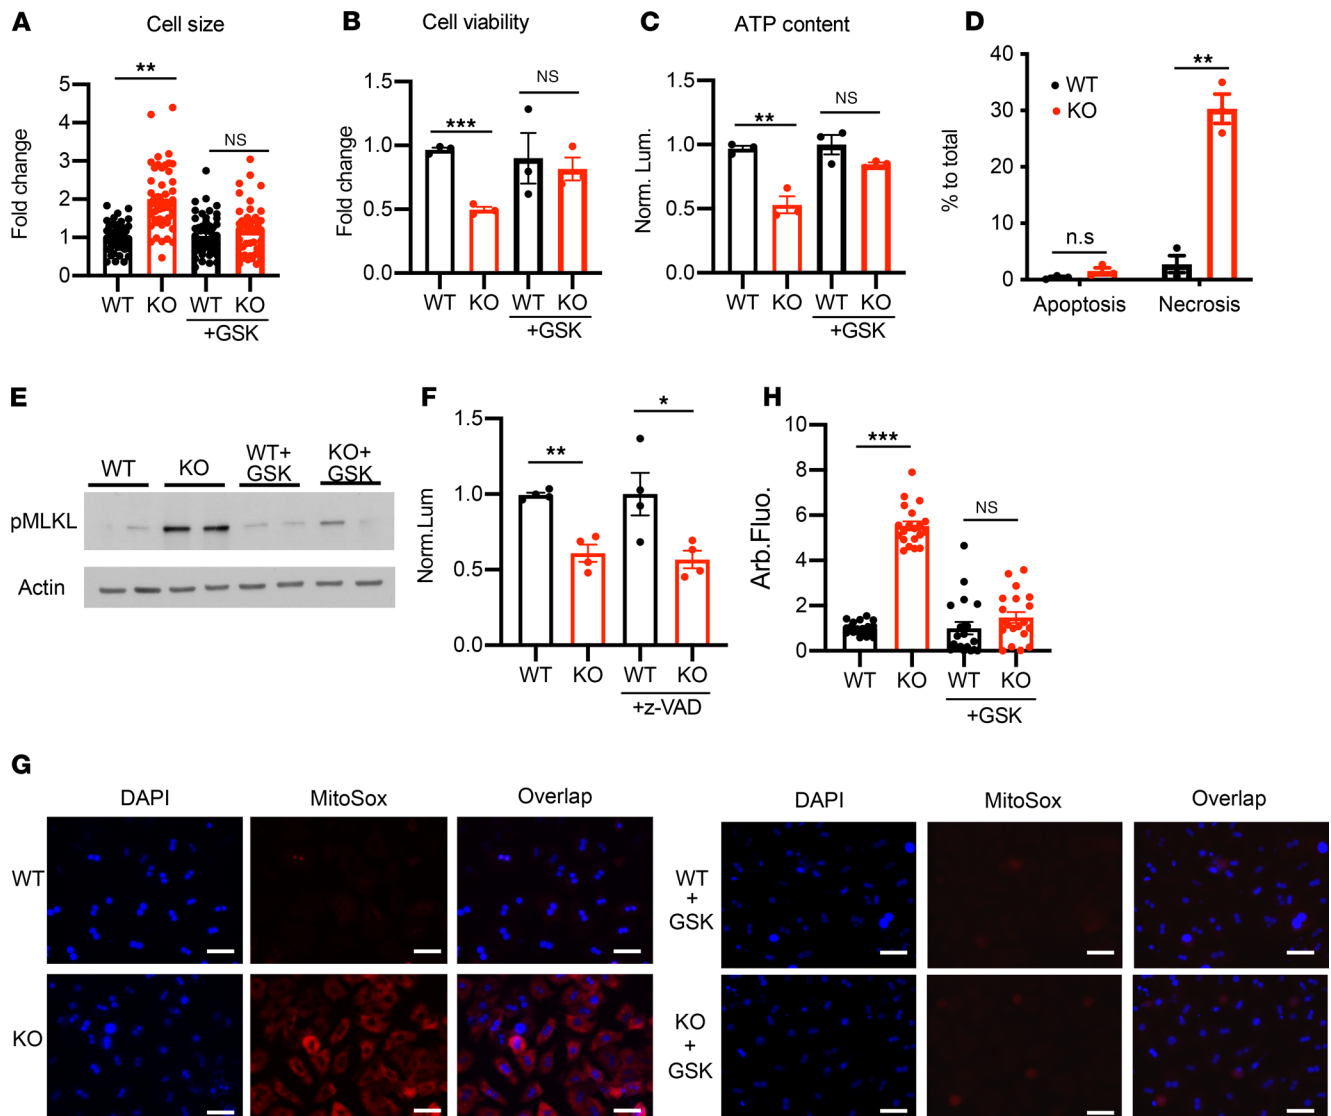 A
Cell size
**
NS
5
4
3
2
1
0
Fold change
WT
KO
WT
KO
+GSK
B
Cell viability
***
NS
1.5
1.0
0.5
0.0
Fold change
WT
KO
WT
KO
+GSK
C
ATP content
**
NS
1.5
1.0
0.5
0.0
Norm. Lum.
WT
KO
WT
KO
+GSK
D
WT
KO
**
n.s
40
30
20
10
0
% to total
Apoptosis
Necrosis
E
WT
KO
WT+
GSK
KO+
GSK
pMLKL
Actin
F
**
*
1.5
1.0
0.5
0.0
Norm.Lum
WT
KO
WT
KO
+z-VAD
H
***
NS
10
8
6
4
2
0
Arb.Fluo.
WT
KO
WT
KO
+GSK
G
DAPI
MitoSox
Overlap
WT
KO
DAPI
MitoSox
Overlap
WT
+
GSK
KO
+
GSK